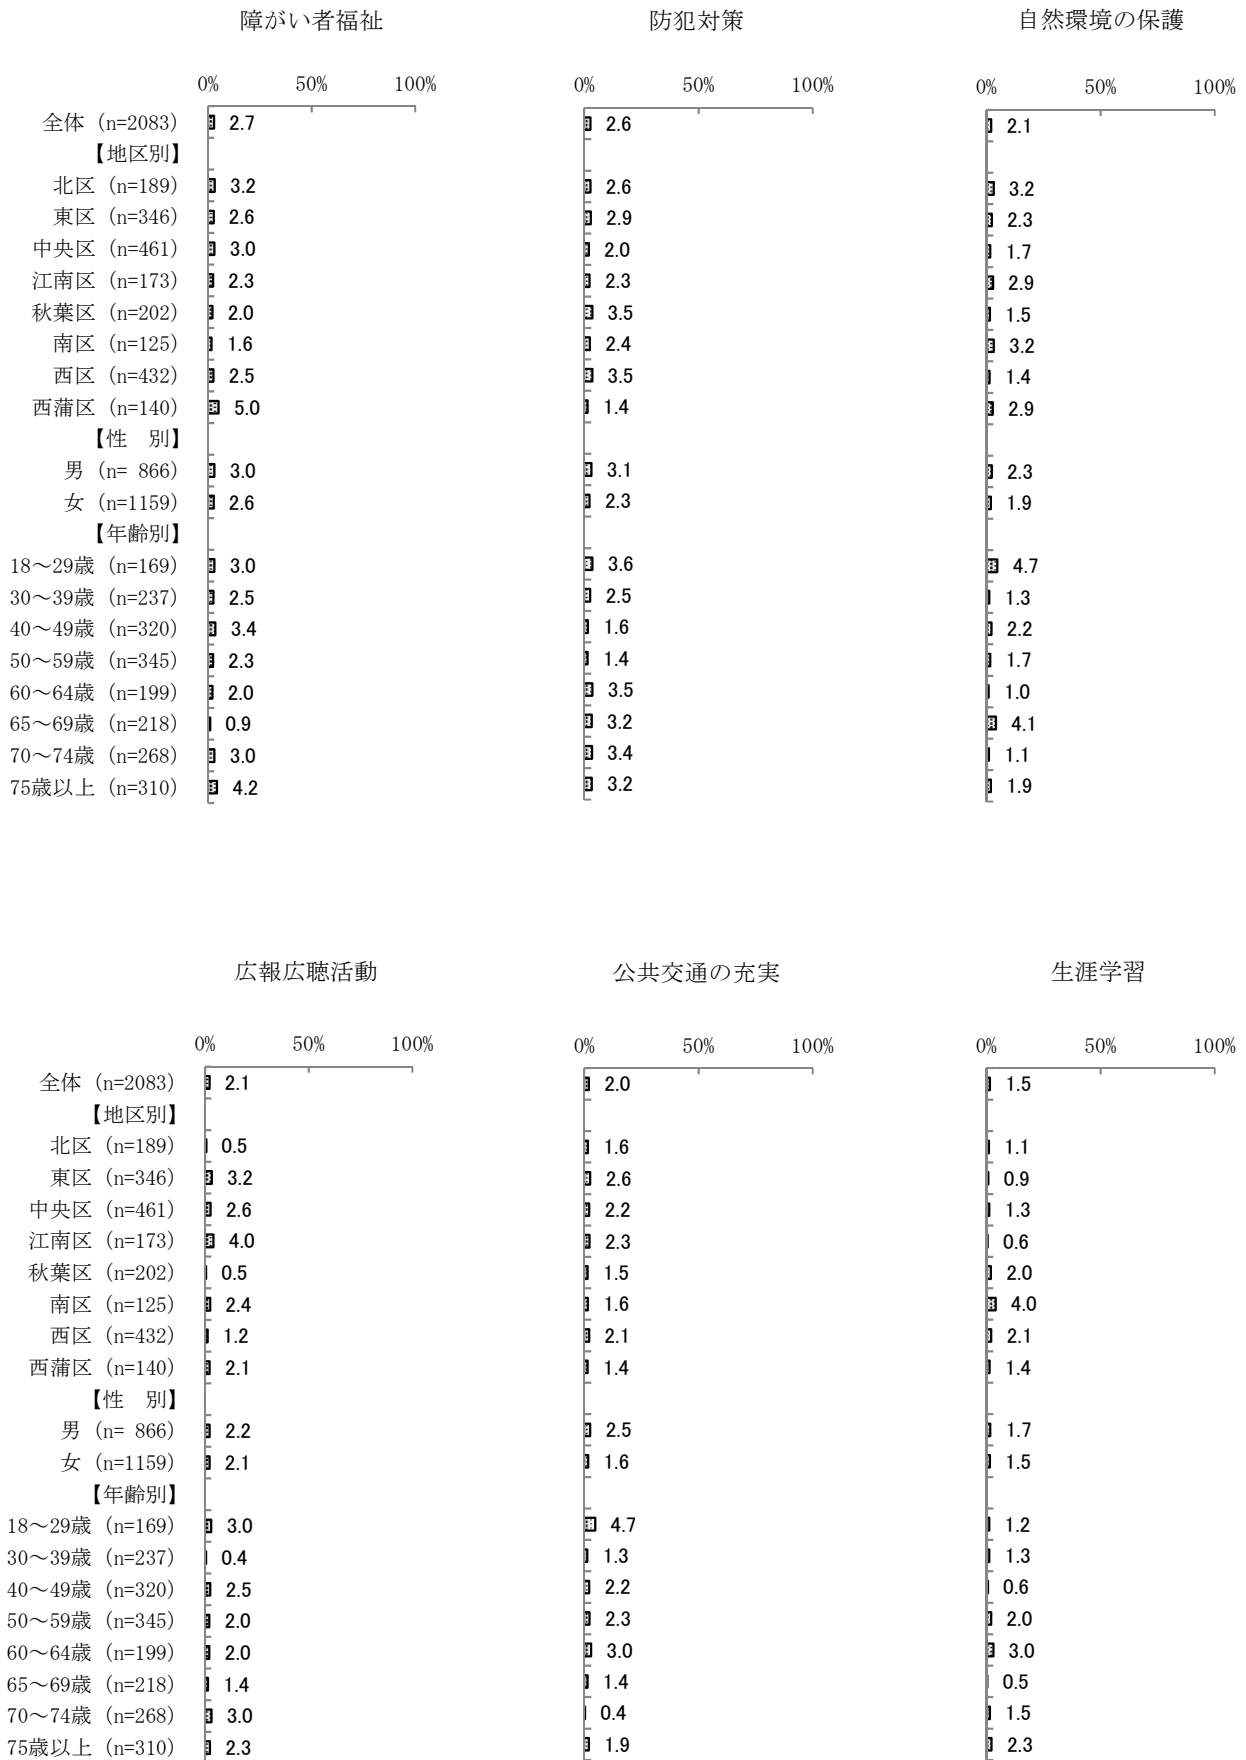 障がい者福祉 防犯対策 自然環境の保護
0% 50% 100% 0% 50% 100% 0% 50% 100%
全体 (n=2083) 2.7 2.6 2.1
【地区別】
北区 (n=189) 3.2 2.6 3.2
東区 (n=346) 2.6 2.9 2.3
中央区 (n=461) 3.0 2.0 1.7
江南区 (n=173) 2.3 2.3 2.9
秋葉区 (n=202) 2.0 3.5 1.5
南区 (n=125) 1.6 2.4 3.2
西区 (n=432) 2.5 3.5 1.4
西蒲区 (n=140) 5.0 1.4 2.9
【性 別】
男 (n= 866) 3.0 3.1 2.3
女 (n=1159) 2.6 2.3 1.9
【年齢別】
18～29歳 (n=169) 3.0 3.6 4.7
30～39歳 (n=237) 2.5 2.5 1.3
40～49歳 (n=320) 3.4 1.6 2.2
50～59歳 (n=345) 2.3 1.4 1.7
60～64歳 (n=199) 2.0 3.5 1.0
65～69歳 (n=218) 0.9 3.2 4.1
70～74歳 (n=268) 3.0 3.4 1.1
75歳以上 (n=310) 4.2 3.2 1.9
広報広聴活動 公共交通の充実 生涯学習
0% 50% 100% 0% 50% 100% 0% 50% 100%
全体 (n=2083) 2.1 2.0 1.5
【地区別】
北区 (n=189) 0.5 1.6 1.1
東区 (n=346) 3.2 2.6 0.9
中央区 (n=461) 2.6 2.2 1.3
江南区 (n=173) 4.0 2.3 0.6
秋葉区 (n=202) 0.5 1.5 2.0
南区 (n=125) 2.4 1.6 4.0
西区 (n=432) 1.2 2.1 2.1
西蒲区 (n=140) 2.1 1.4 1.4
【性 別】
男 (n= 866) 2.2 2.5 1.7
女 (n=1159) 2.1 1.6 1.5
【年齢別】
18～29歳 (n=169) 3.0 4.7 1.2
30～39歳 (n=237) 0.4 1.3 1.3
40～49歳 (n=320) 2.5 2.2 0.6
50～59歳 (n=345) 2.0 2.3 2.0
60～64歳 (n=199) 2.0 3.0 3.0
65～69歳 (n=218) 1.4 1.4 0.5
70～74歳 (n=268) 3.0 0.4 1.5
75歳以上 (n=310) 2.3 1.9 2.3